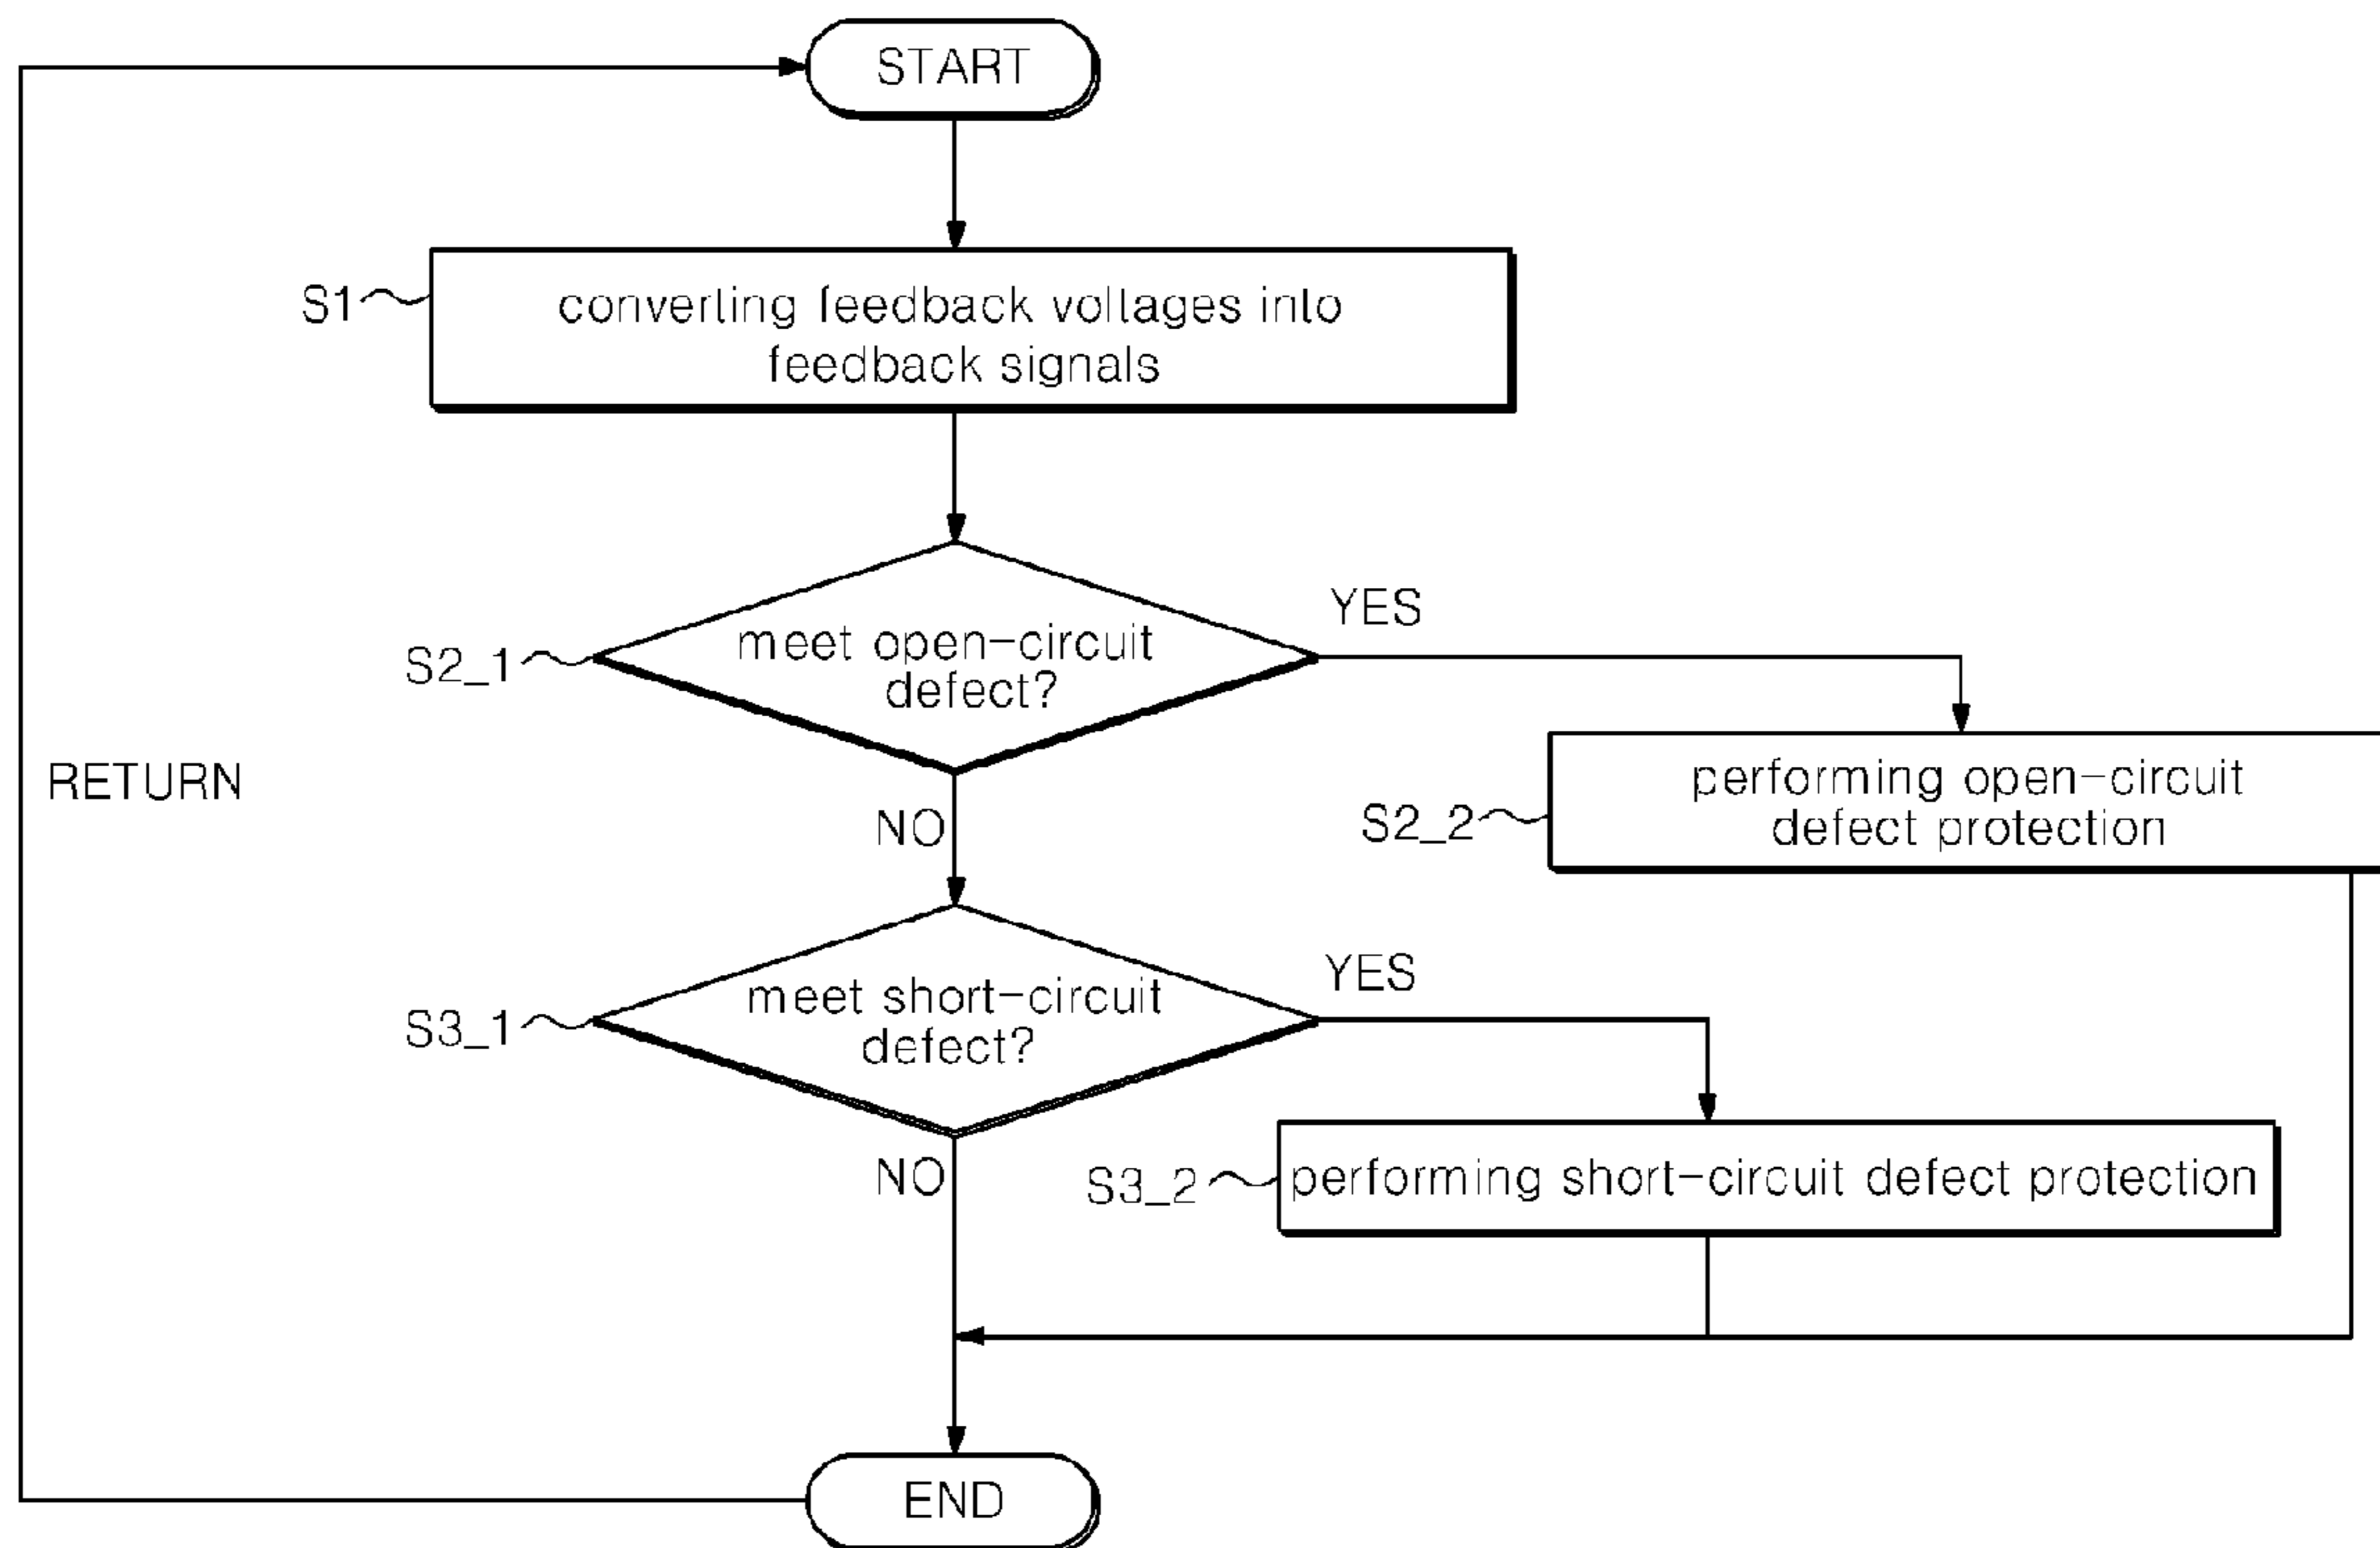 START
S1
converting feedback voltages into
feedback signals
YES
meet open-circuit
defect?
S2_1
RETURN
performing open-circuit
defect protection
S2_2
NO
YES
meet short-circuit
defect?
S3_1
NO
S3_2
performing short-circuit defect protection
END